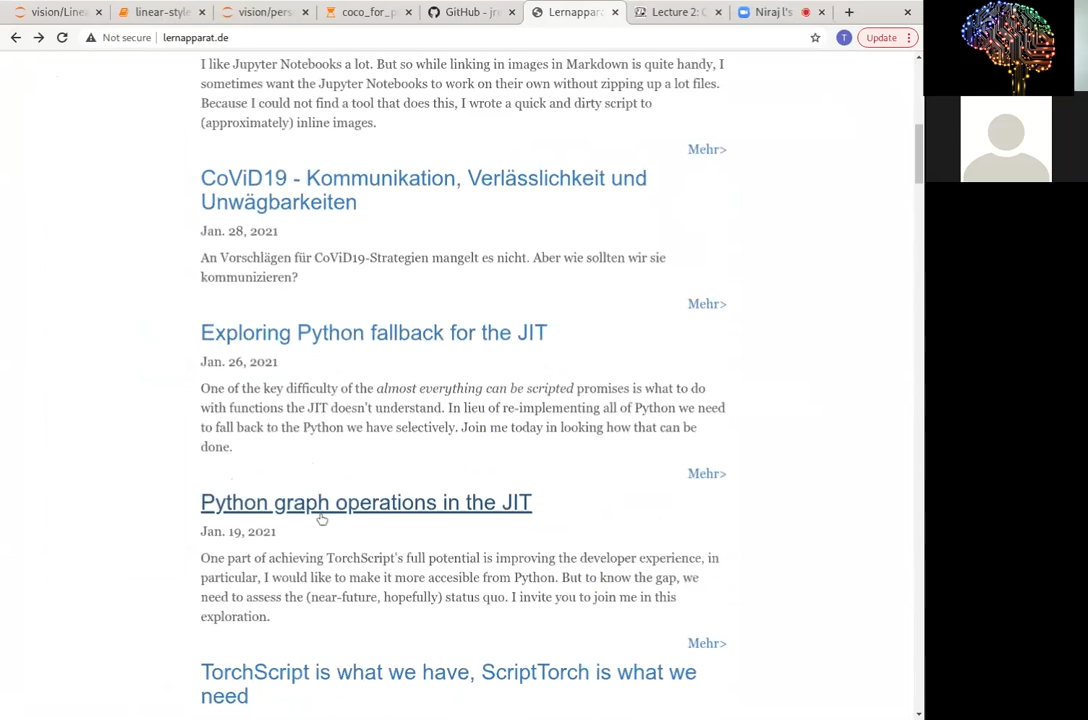 vision/Line
linear-style
vision/pers
coco_for_p
GitHub - jre
Lernappara
Lecture 2: C
Niraj I's
Not secure
lernapparat.de
T
Update
I like Jupyter Notebooks a lot. But so while linking in images in Markdown is quite handy, I
sometimes want the Jupyter Notebooks to work on their own without zipping up a lot files.
Because I could not find a tool that does this, I wrote a quick and dirty script to
(approximately) inline images.
Mehr>
CoViD19 - Kommunikation, Verlässlichkeit und
Unwägbarkeiten
Jan. 28, 2021
An Vorschlägen für CoViD19-Strategien mangelt es nicht. Aber wie sollten wir sie
kommunizieren?
Mehr>
Exploring Python fallback for the JIT
Jan. 26, 2021
One of the key difficulty of the almost everything can be scripted promises is what to do
with functions the JIT doesn't understand. In lieu of re-implementing all of Python we need
to fall back to the Python we have selectively. Join me today in looking how that can be
done.
Mehr>
Python graph operations in the JIT
Jan. 19, 2021
One part of achieving TorchScript's full potential is improving the developer experience, in
particular, I would like to make it more accesible from Python. But to know the gap, we
need to assess the (near-future, hopefully) status quo. I invite you to join me in this
exploration.
Mehr>
TorchScript is what we have, ScriptTorch is what we
need